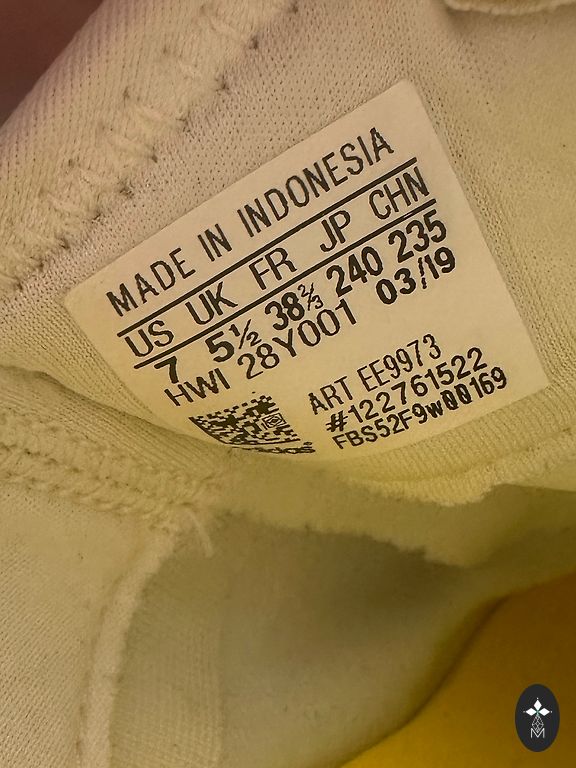 MADE IN INDONESIA
US UK FR JP CHN
7 5½ 38⅔ 240 235
HWI 28Y001 03/19
ART EE9973
#122761522
FBS52F9w00169
M